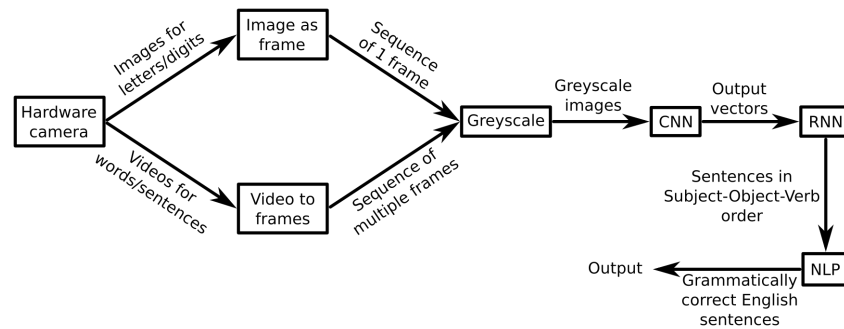 Hardware
camera
Images for
letters/digits
Image as
frame
Sequence
of 1 frame
Videos for
words/sentences
Video to
frames
Sequence of
multiple frames
Greyscale
Greyscale
images
CNN
Output
vectors
RNN
Sentences in
Subject-Object-Verb
order
NLP
Grammatically
correct English
sentences
Output